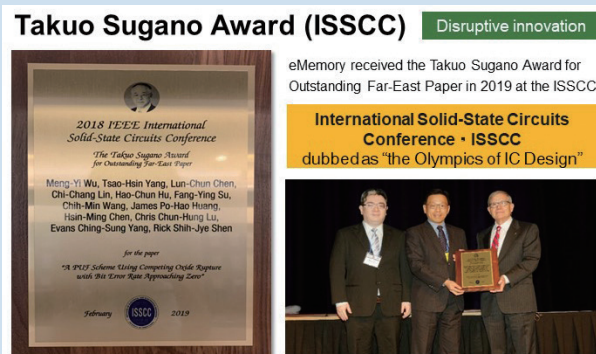 Takuo Sugano Award (ISSCC)
Disruptive innovation
2018 IEEE International
Solid-State Circuits Conference
The Takuo Sugano Award
for Outstanding Far-East Paper
Meng-Yi Wu, Tsao-Hsin Yang, Lun-Chun Chen,
Chi-Chang Lin, Hao-Chun Hu, Fang-Ying Su,
Chih-Min Wang, James Po-Hao Huang,
Hsin-Ming Chen, Chris Chun-Hung Lu,
Evans Ching-Sung Yang, Rick Shih-Jye Shen
for the paper
"A PUF Scheme Using Competing Oxide Rupture
with Bit Error Rate Approaching Zero"
February ISSCC 2019
eMemory received the Takuo Sugano Award for
Outstanding Far-East Paper in 2019 at the ISSCC
International Solid-State Circuits
Conference・ISSCC
dubbed as “the Olympics of IC Design”